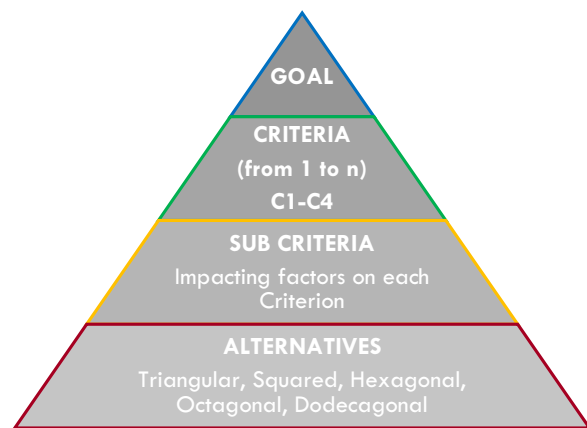 GOAL
CRITERIA
(from 1 to n)
C1-C4
SUB CRITERIA
Impacting factors on each
Criterion
ALTERNATIVES
Triangular, Squared, Hexagonal,
Octagonal, Dodecagonal